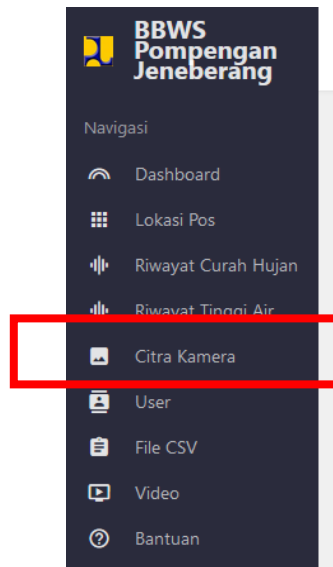 BBWS
Pompengan
Jeneberang
Navigasi
Dashboard
Lokasi Pos
Riwayat Curah Hujan
Riwayat Tinggi Air
Citra Kamera
User
File CSV
Video
Bantuan